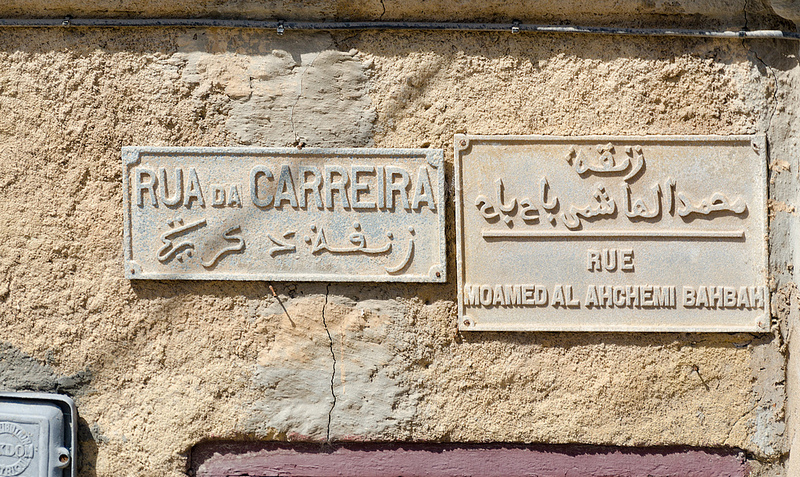 RUA DA CARREIRA
زنقة د كريرة
زنقة
محمد الهاشمي باحباح
RUE
MOAMED AL AHCHEMI BAHBAH